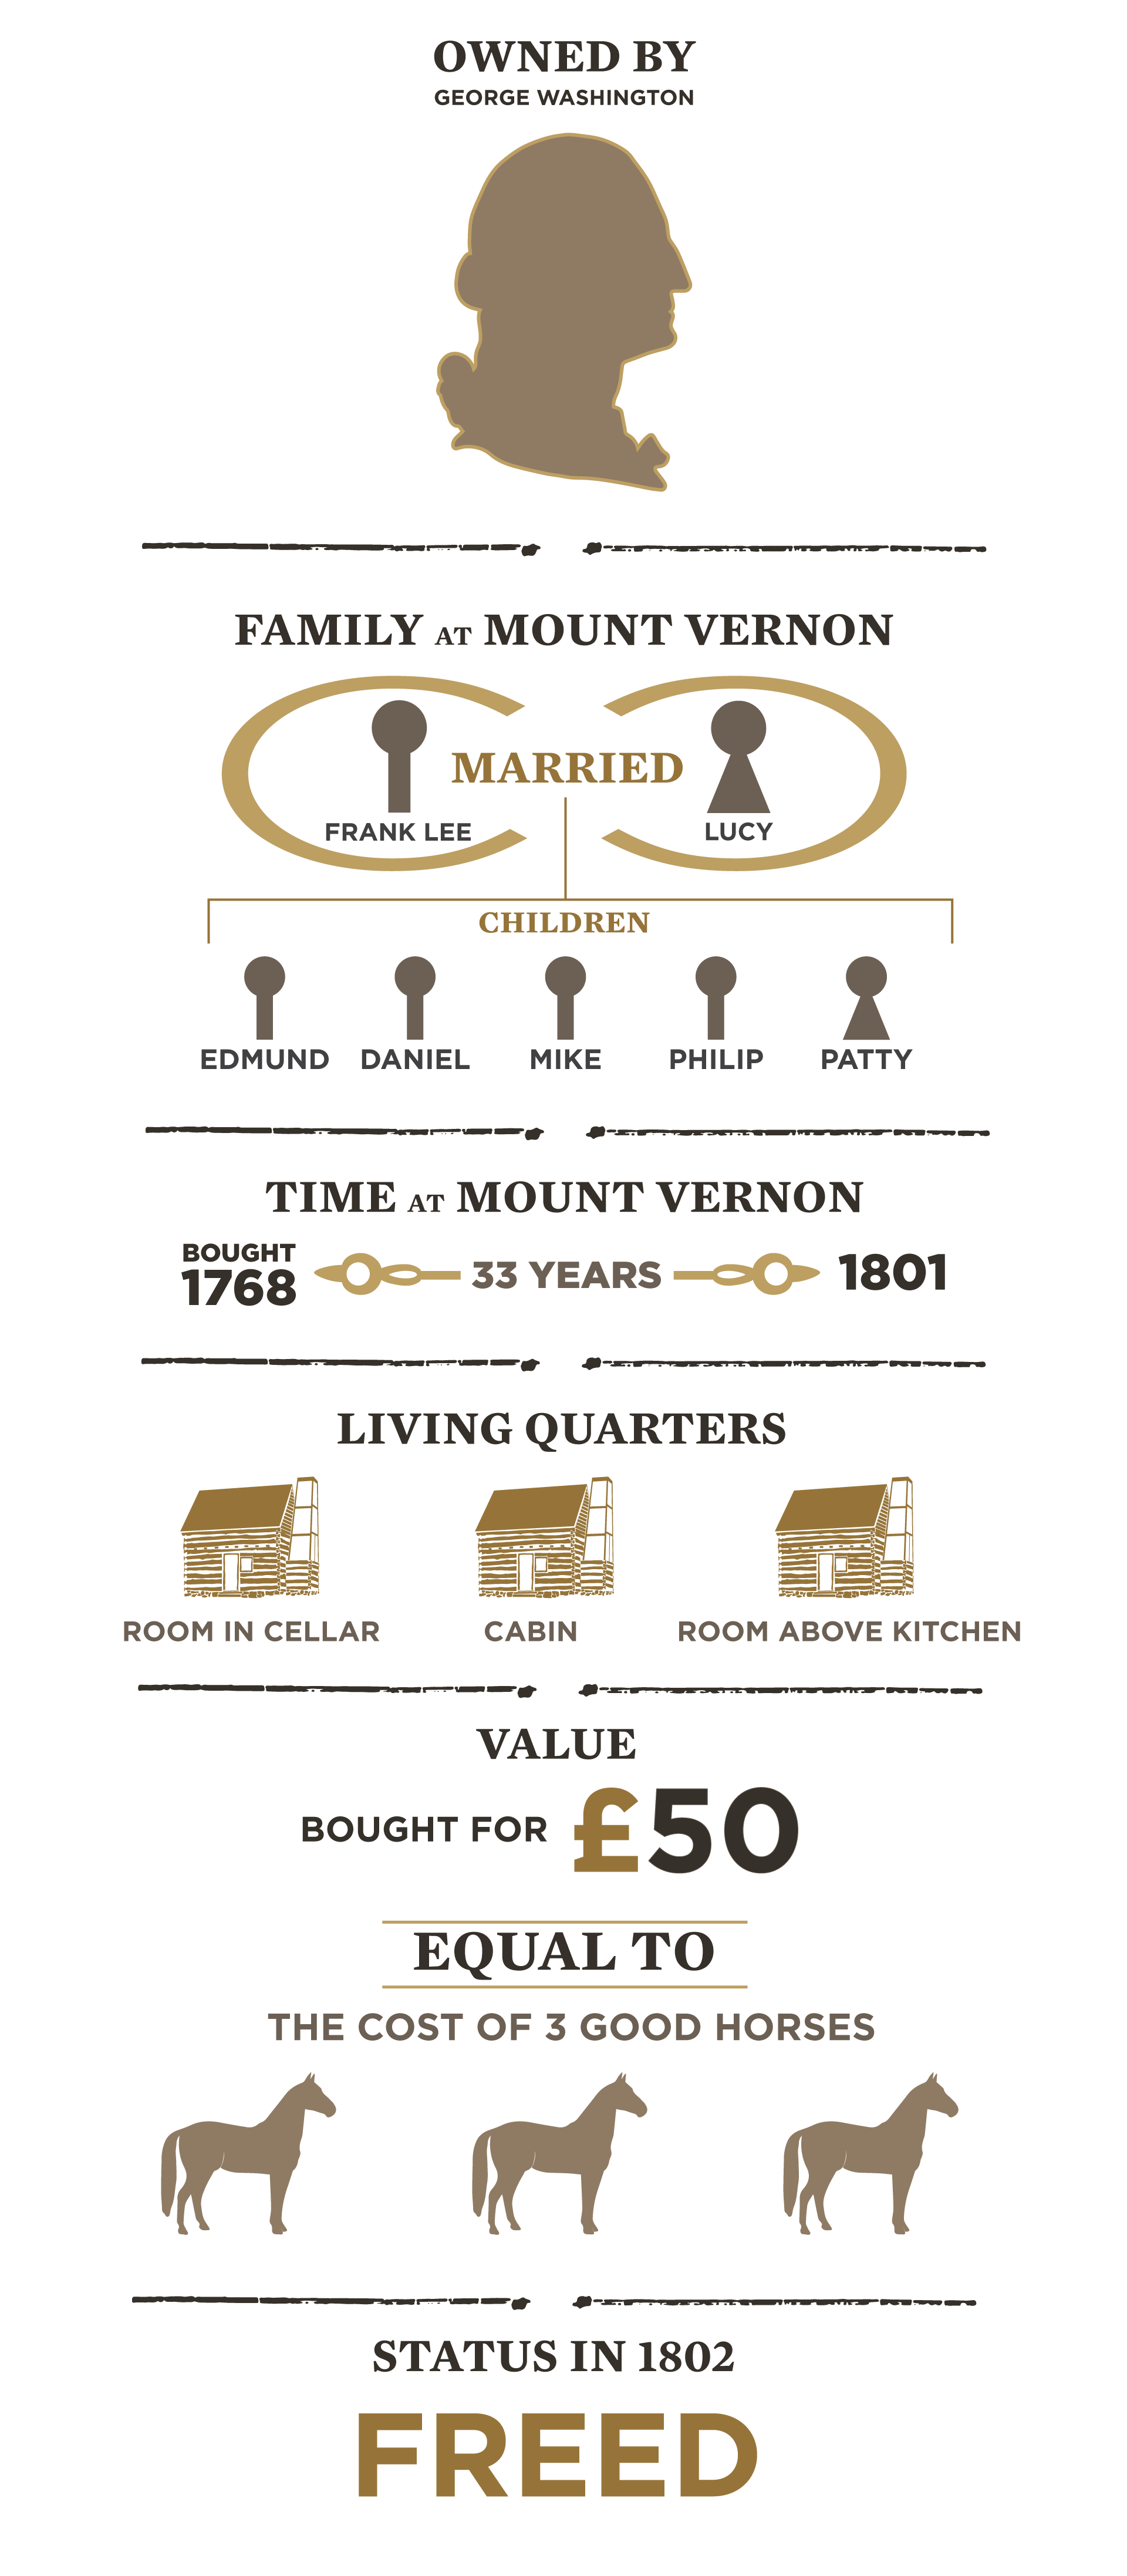 OWNED BY
GEORGE WASHINGTON
FAMILY AT MOUNT VERNON
MARRIED
FRANK LEE
LUCY
CHILDREN
EDMUND DANIEL MIKE PHILIP PATTY
TIME AT MOUNT VERNON
BOUGHT
1768
33 YEARS
1801
LIVING QUARTERS
ROOM IN CELLAR CABIN ROOM ABOVE KITCHEN
VALUE
BOUGHT FOR £50
EQUAL TO
THE COST OF 3 GOOD HORSES
STATUS IN 1802
FREED